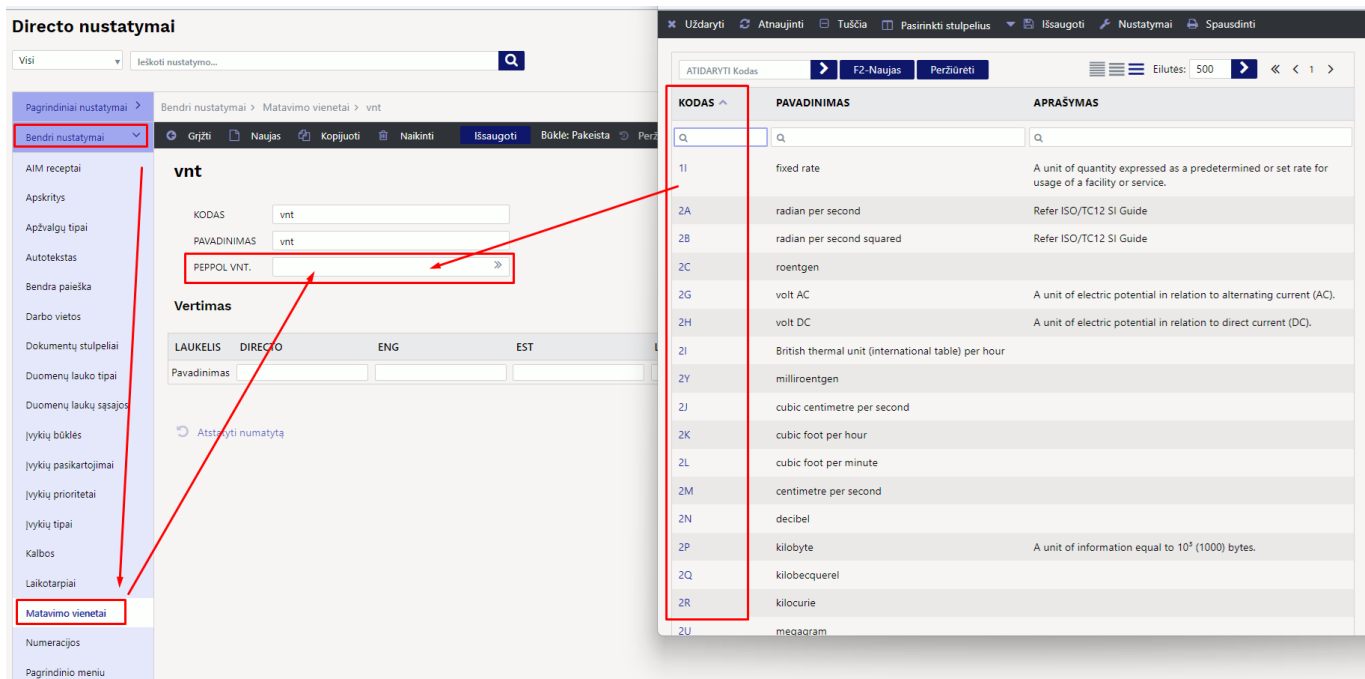 Directo nustatymai
Visi
Ieškoti nustatymo...
Pagrindiniai nustatymai
Bendri nustatymai
AIM receptai
Apskritys
Apžvalgų tipai
Autotekstas
Bendra paieška
Darbo vietos
Dokumentų stulpeliai
Duomenų lauko tipai
Duomenų laukų sąsajos
Įvykių būklės
Įvykių pasikartojimai
Įvykių prioritetai
Įvykių tipai
Kalbos
Laikotarpiai
Matavimo vienetai
Numeracijos
Pagrindinio meniu
Bendri nustatymai > Matavimo vienetai > vnt
Grįžti Naujas Kopijuoti Naikinti Išsaugoti Būklė: Pakeista Perž
vnt
KODAS vnt
PAVADINIMAS vnt
PEPPOL VNT.
Vertimas
LAUKELIS DIRECTO ENG EST
Pavadinimas
Atstatyti numatytą
Uždaryti Atnaujinti Tuščia Pasirinkti stulpelius Išsaugoti Nustatymai Spausdinti
ATIDARYTI Kodas F2-Naujas Peržiūrėti Eilutės: 500 1
KODAS PAVADINIMAS APRAŠYMAS
1I fixed rate A unit of quantity expressed as a predetermined or set rate for
usage of a facility or service.
2A radian per second Refer ISO/TC12 SI Guide
2B radian per second squared Refer ISO/TC12 SI Guide
2C roentgen
2G volt AC A unit of electric potential in relation to alternating current (AC).
2H volt DC A unit of electric potential in relation to direct current (DC).
2I British thermal unit (international table) per hour
2Y milliroentgen
2J cubic centimetre per second
2K cubic foot per hour
2L cubic foot per minute
2M centimetre per second
2N decibel
2P kilobyte A unit of information equal to 10³ (1000) bytes.
2Q kilobecquerel
2R kilocurie
2U megagram